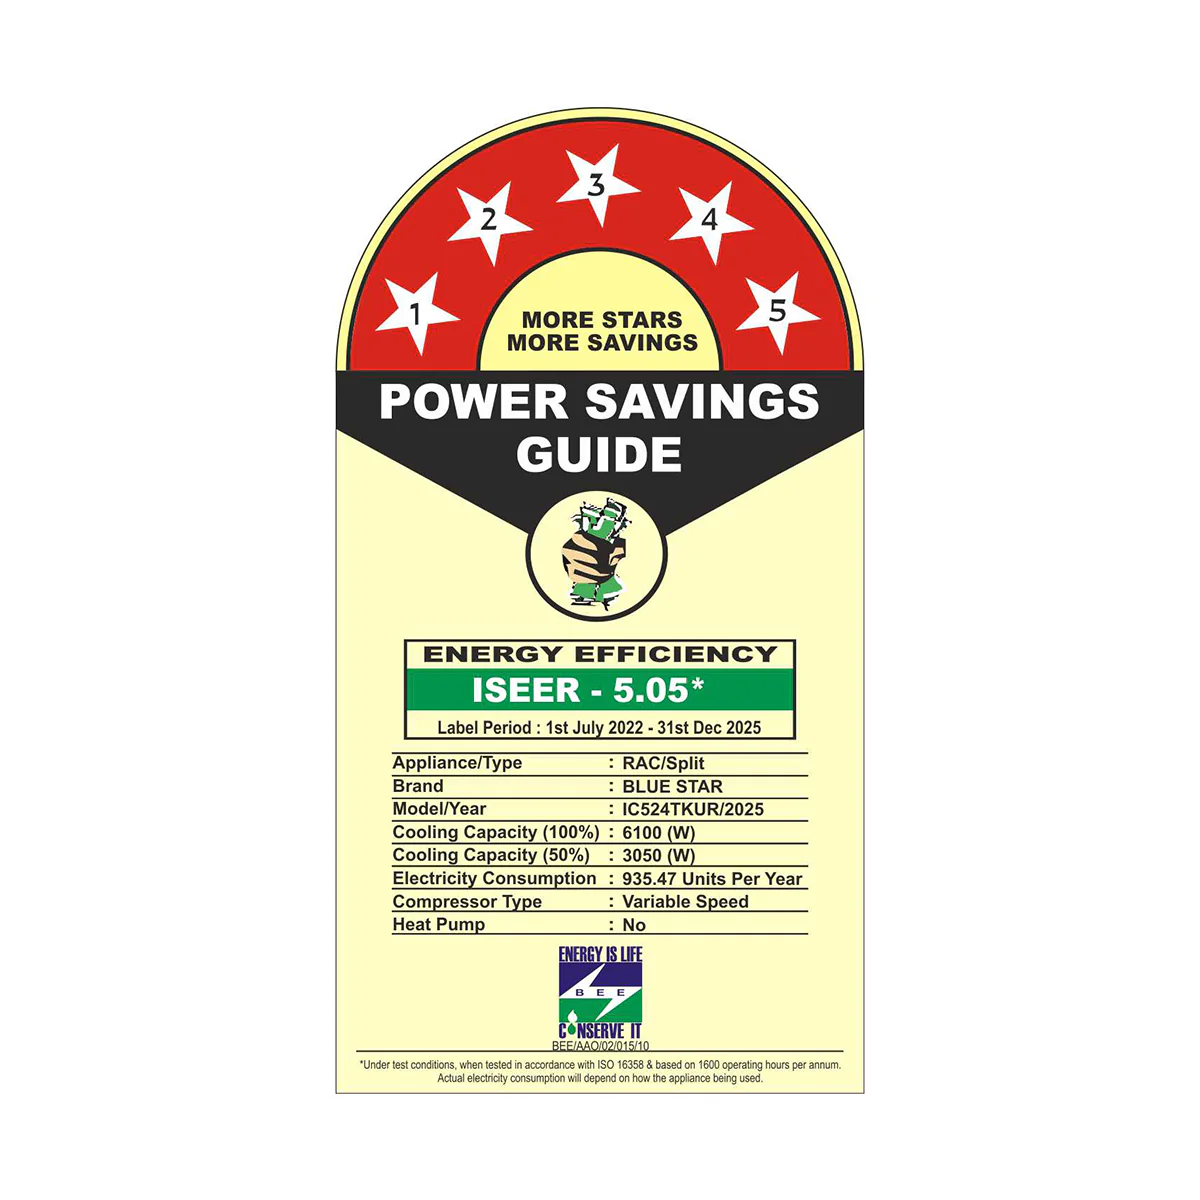 1 2 3 4 5
MORE STARS
MORE SAVINGS
POWER SAVINGS
GUIDE
ENERGY EFFICIENCY
ISEER - 5.05*
Label Period : 1st July 2022 - 31st Dec 2025
Appliance/Type : RAC/Split
Brand : BLUE STAR
Model/Year : IC524TKUR/2025
Cooling Capacity (100%) : 6100 (W)
Cooling Capacity (50%) : 3050 (W)
Electricity Consumption : 935.47 Units Per Year
Compressor Type : Variable Speed
Heat Pump : No
ENERGY IS LIFE
BEE
CONSERVE IT
BEE/AAO/02/015/10
*Under test conditions, when tested in accordance with ISO 16358 & based on 1600 operating hours per annum.
Actual electricity consumption will depend on how the appliance being used.